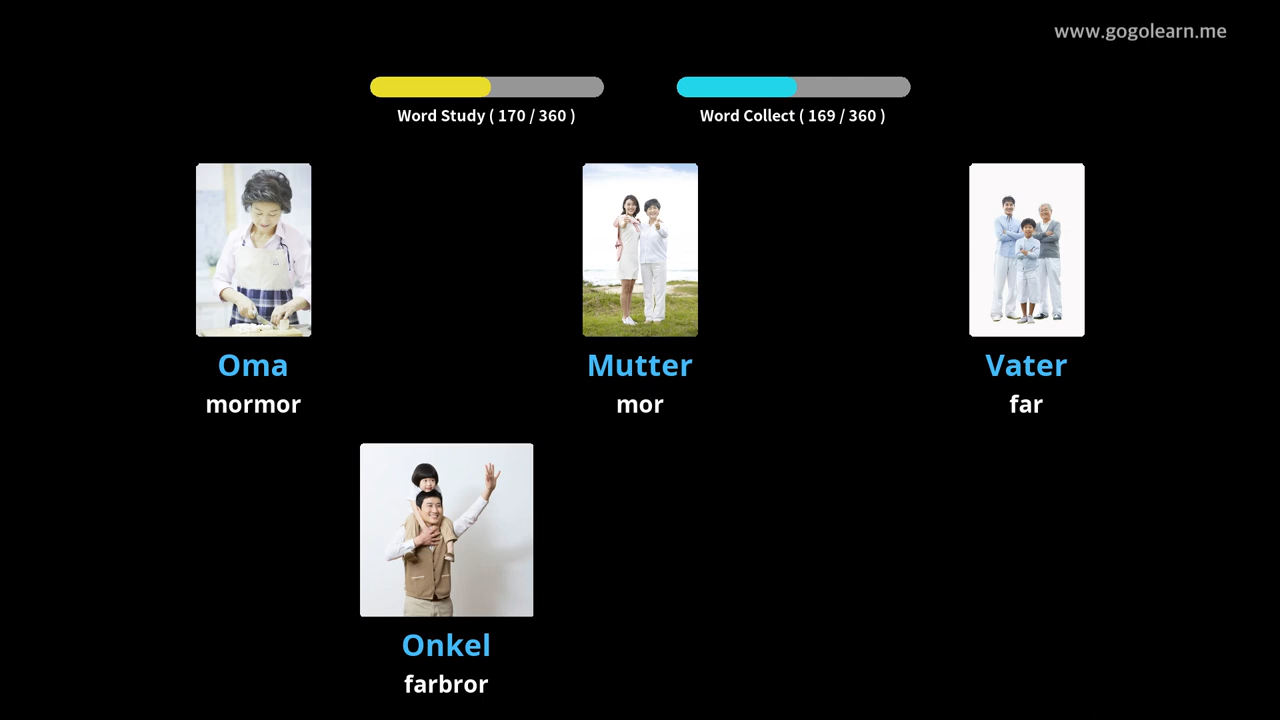 www.gogolearn.me
Word Study ( 170 / 360 )
Word Collect ( 169 / 360 )
Oma
mormor
Mutter
mor
Vater
far
Onkel
farbror